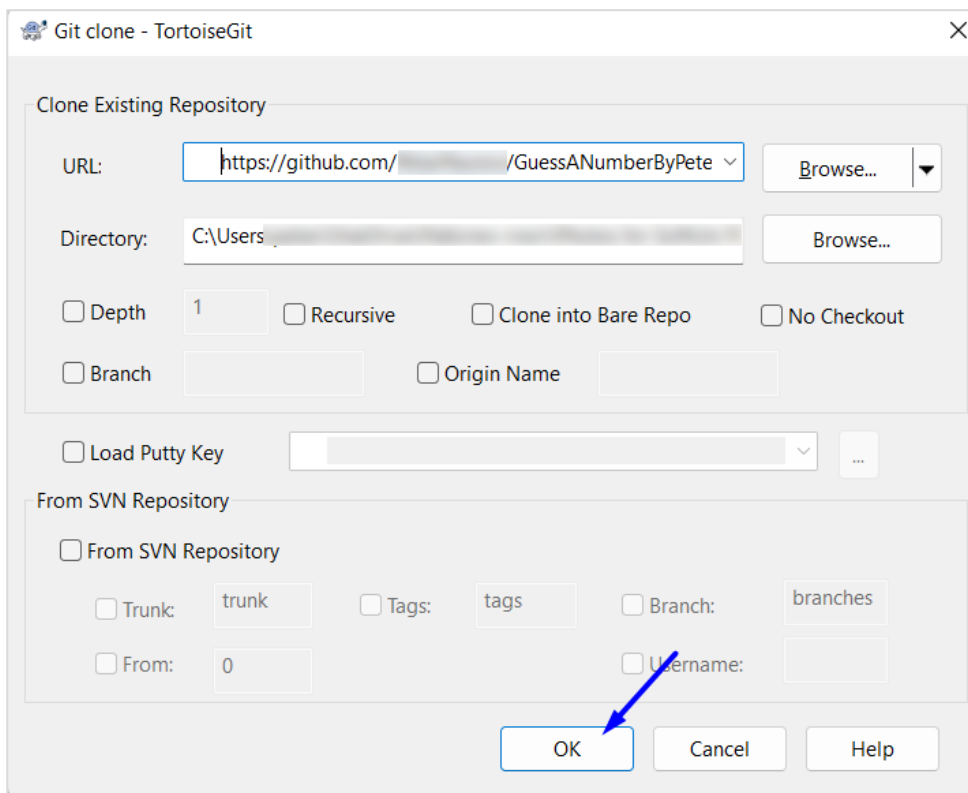 Git clone - TortoiseGit
Clone Existing Repository
URL: https://github.com/ /GuessANumberByPete Browse...
Directory: C:\Users Browse...
Depth 1 Recursive Clone into Bare Repo No Checkout
Branch Origin Name
Load Putty Key ...
From SVN Repository
From SVN Repository
Trunk: trunk Tags: tags Branch: branches
From: 0 Username:
OK Cancel Help